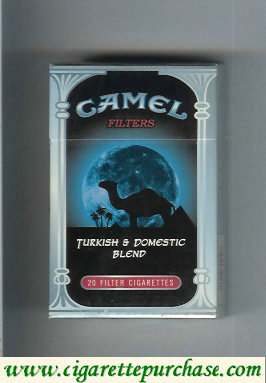 CAMEL
FILTERS
TURKISH & DOMESTIC
BLEND
20 FILTER CIGARETTES
www.cigarettepurchase.com